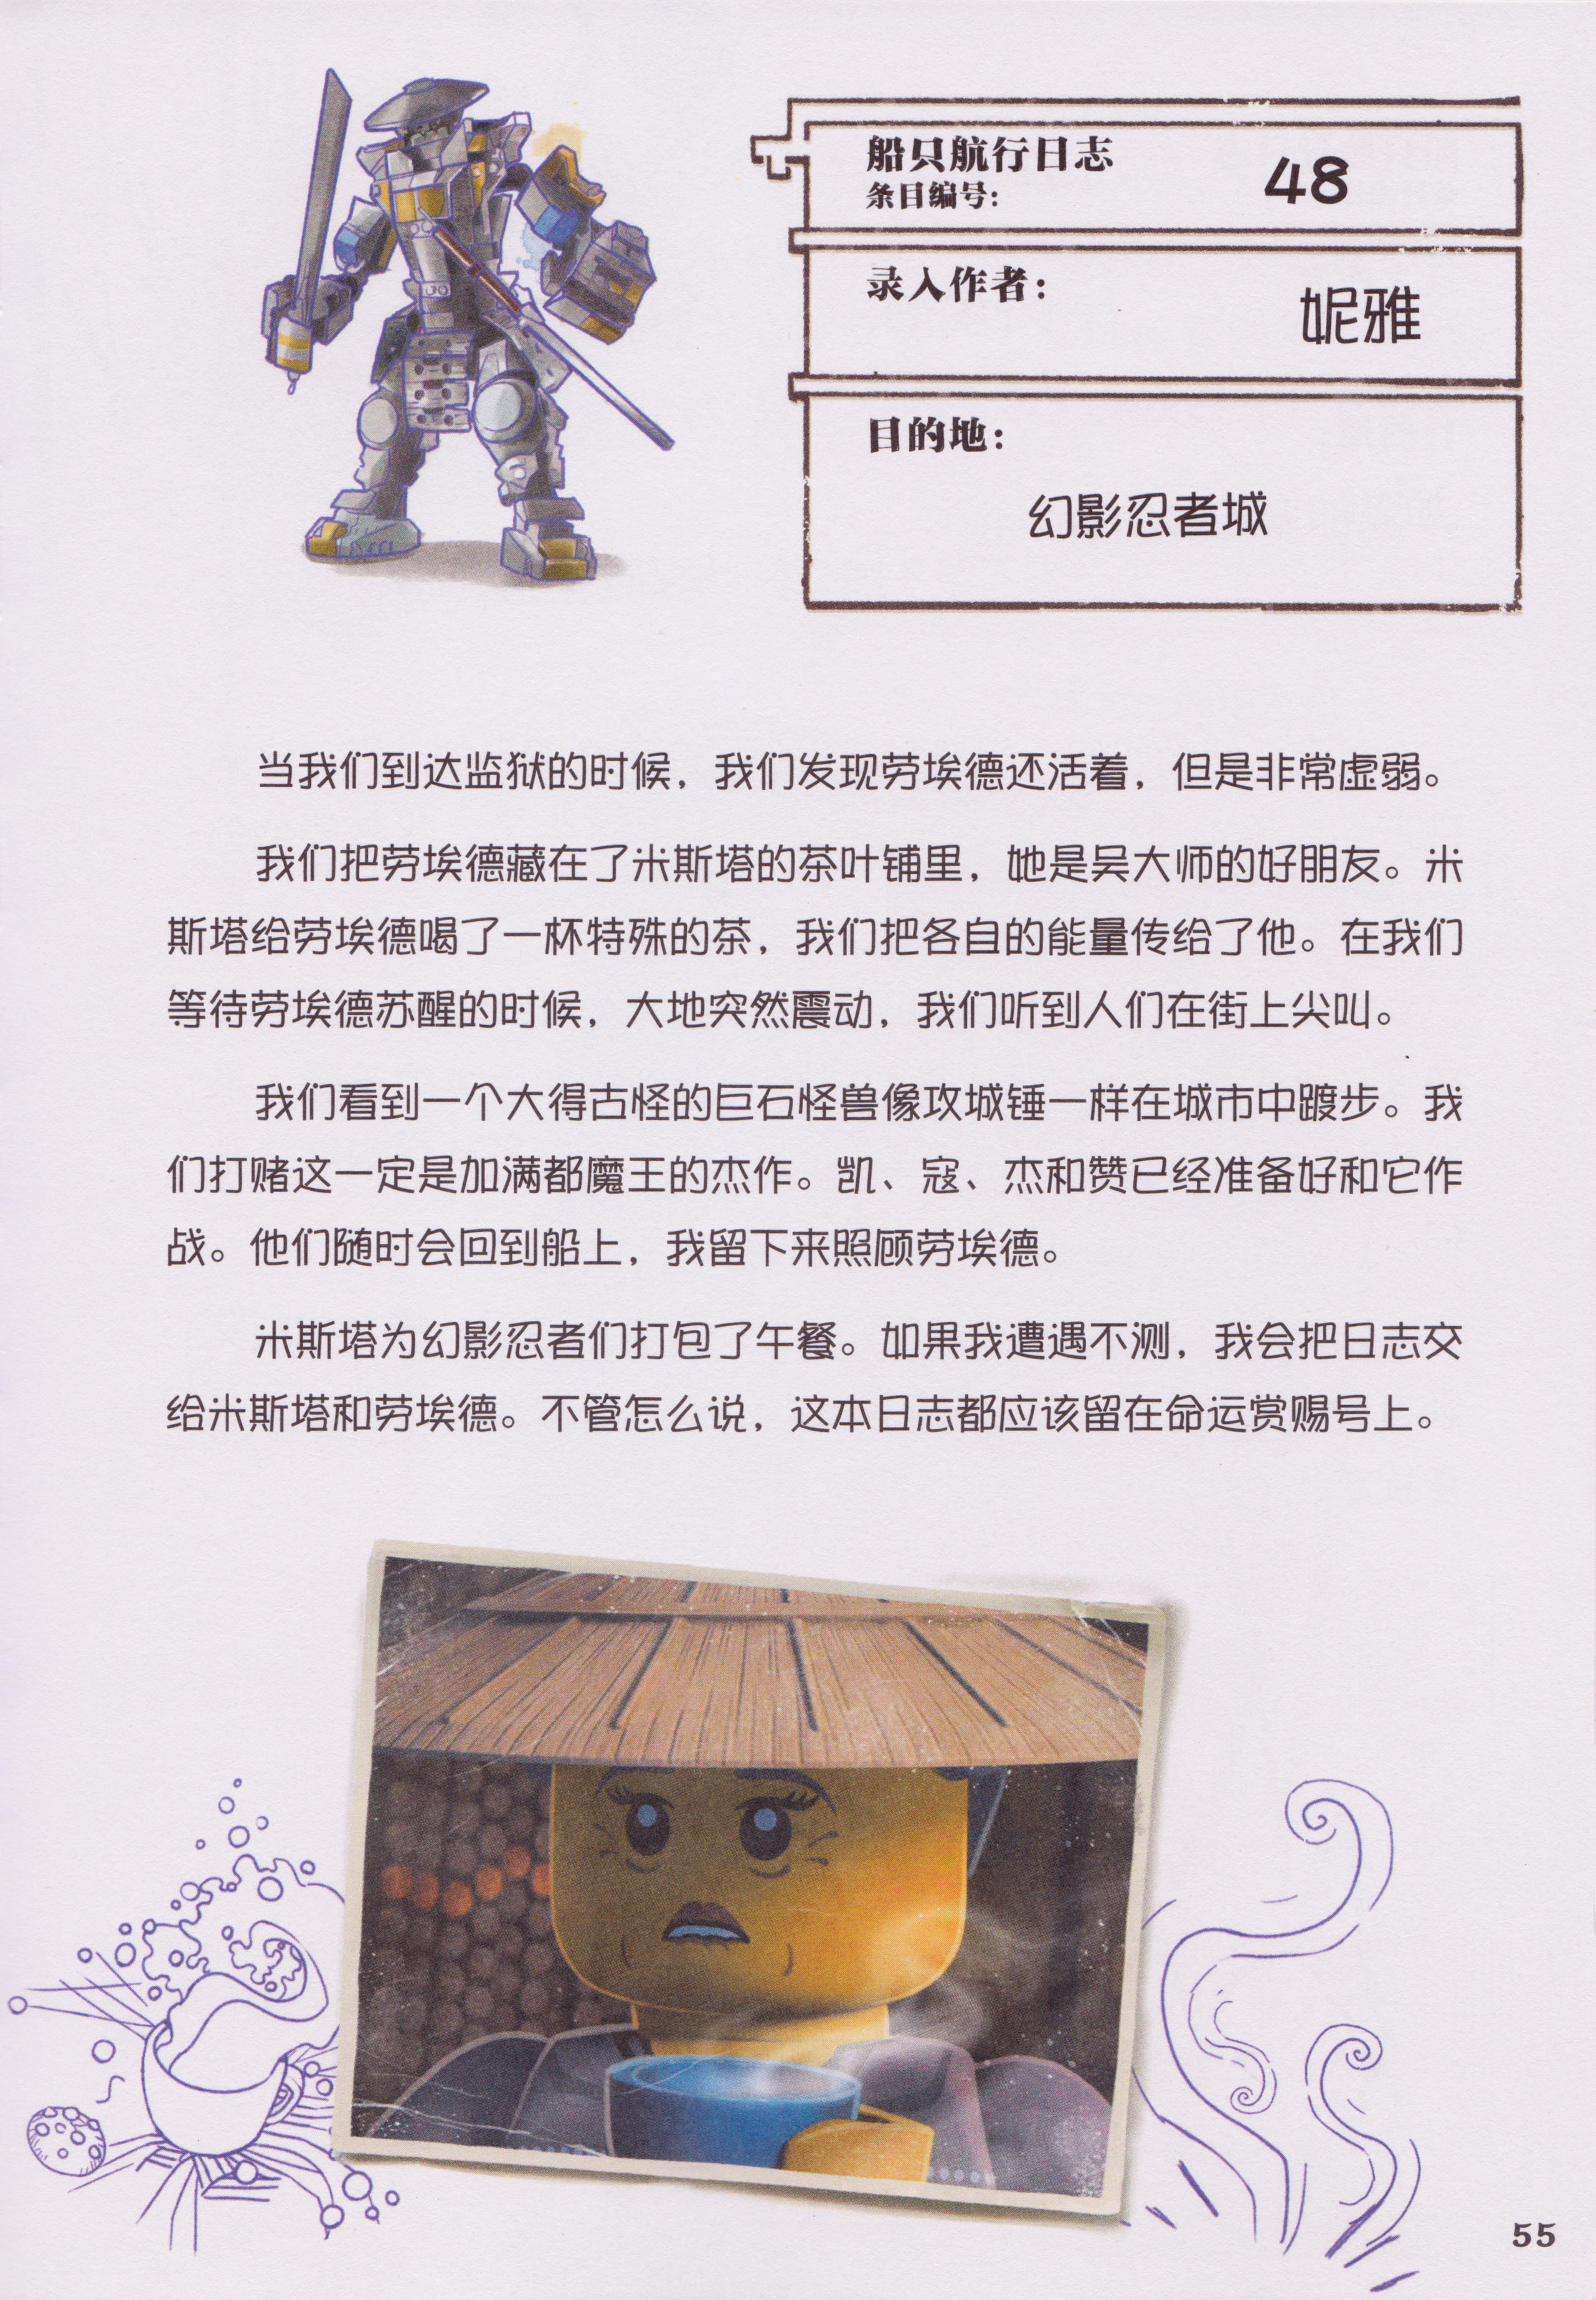 船只航行日志
条目编号：
48
录入作者：
妮雅
目的地：
幻影忍者城
当我们到达监狱的时候，我们发现劳埃德还活着，但是非常虚弱。
我们把劳埃德藏在了米斯塔的茶叶铺里，她是吴大师的好朋友。米
斯塔给劳埃德喝了一杯特殊的茶，我们把各自的能量传给了他。在我们
等待劳埃德苏醒的时候，大地突然震动，我们听到人们在街上尖叫。
我们看到一个大得古怪的巨石怪兽像攻城锤一样在城市中踱步。我
们打赌这一定是加满都魔王的杰作。凯、寇、杰和赞已经准备好和它作
战。他们随时会回到船上，我留下来照顾劳埃德。
米斯塔为幻影忍者们打包了午餐。如果我遭遇不测，我会把日志交
给米斯塔和劳埃德。不管怎么说，这本日志都应该留在命运赏赐号上。
55